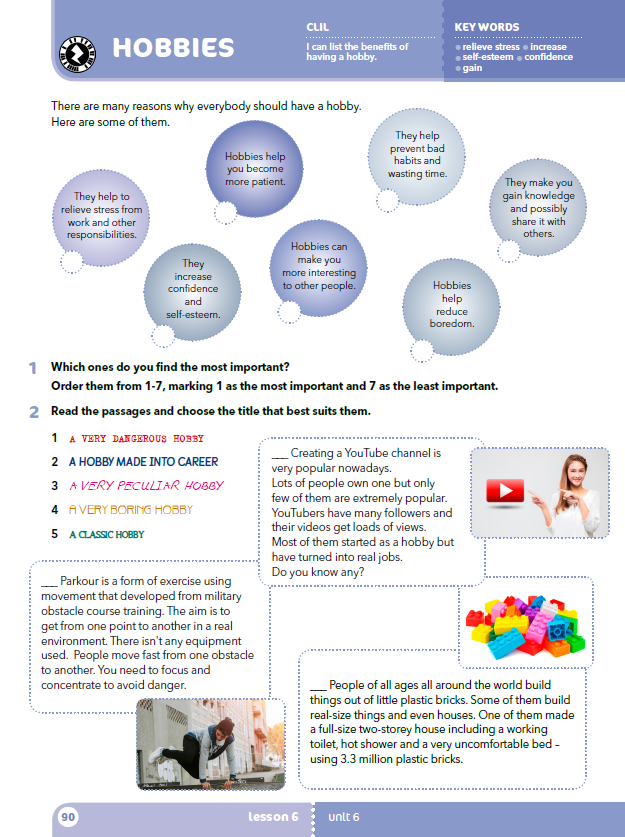 HOBBIES
CLIL
I can list the benefits of
having a hobby.
KEY WORDS
relieve stress increase
self-esteem confidence
gain
There are many reasons why everybody should have a hobby.
Here are some of them.
They help to
relieve stress from
work and other
responsibilities.
Hobbies help
you become
more patient.
They help
prevent bad
habits and
wasting time.
They make you
gain knowledge
and possibly
share it with
others.
They
increase
confidence
and
self-esteem.
Hobbies can
make you
more interesting
to other people.
Hobbies
help
reduce
boredom.
1 Which ones do you find the most important?
Order them from 1-7, marking 1 as the most important and 7 as the least important.
2 Read the passages and choose the title that best suits them.
1 A VERY DANGEROUS HOBBY
2 A HOBBY MADE INTO CAREER
3 A VERY PECULIAR HOBBY
4 A VERY BORING HOBBY
5 A CLASSIC HOBBY
___ Creating a YouTube channel is
very popular nowadays.
Lots of people own one but only
few of them are extremely popular.
YouTubers have many followers and
their videos get loads of views.
Most of them started as a hobby but
have turned into real jobs.
Do you know any?
___ Parkour is a form of exercise using
movement that developed from military
obstacle course training. The aim is to
get from one point to another in a real
environment. There isn't any equipment
used. People move fast from one obstacle
to another. You need to focus and
concentrate to avoid danger.
___ People of all ages all around the world build
things out of little plastic bricks. Some of them build
real-size things and even houses. One of them made
a full-size two-storey house including a working
toilet, hot shower and a very uncomfortable bed –
using 3.3 million plastic bricks.
90
lesson 6
unit 6